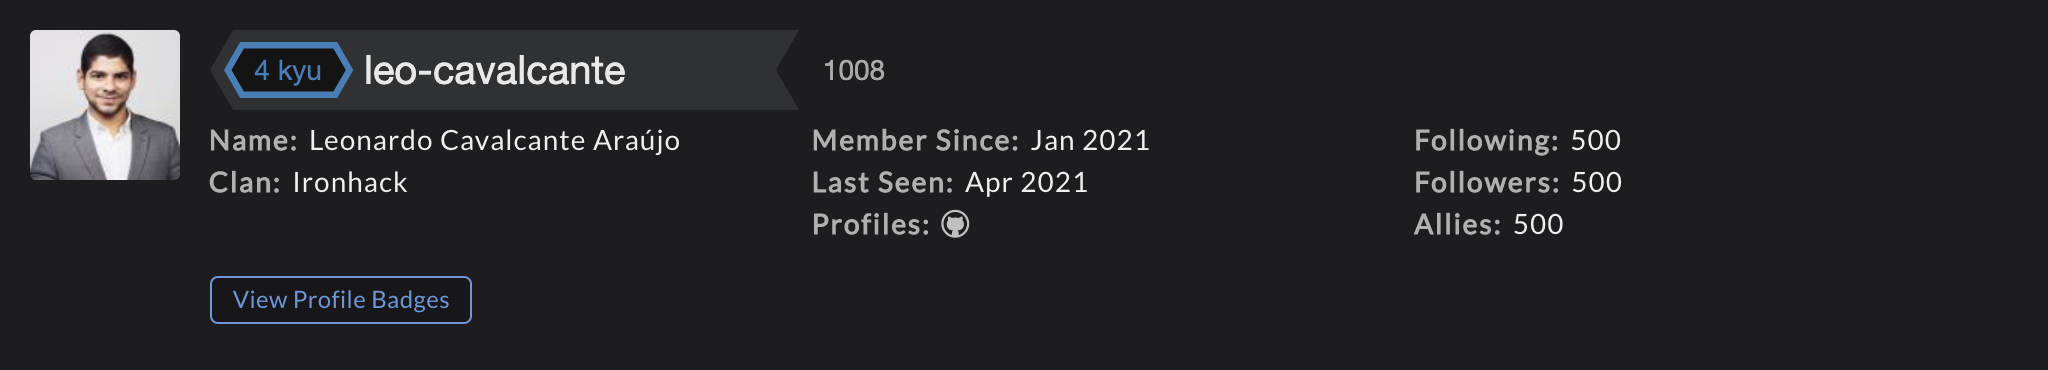 4 kyu leo-cavalcante 1008
Name: Leonardo Cavalcante Araújo
Clan: Ironhack
Member Since: Jan 2021
Last Seen: Apr 2021
Profiles:
Following: 500
Followers: 500
Allies: 500
View Profile Badges